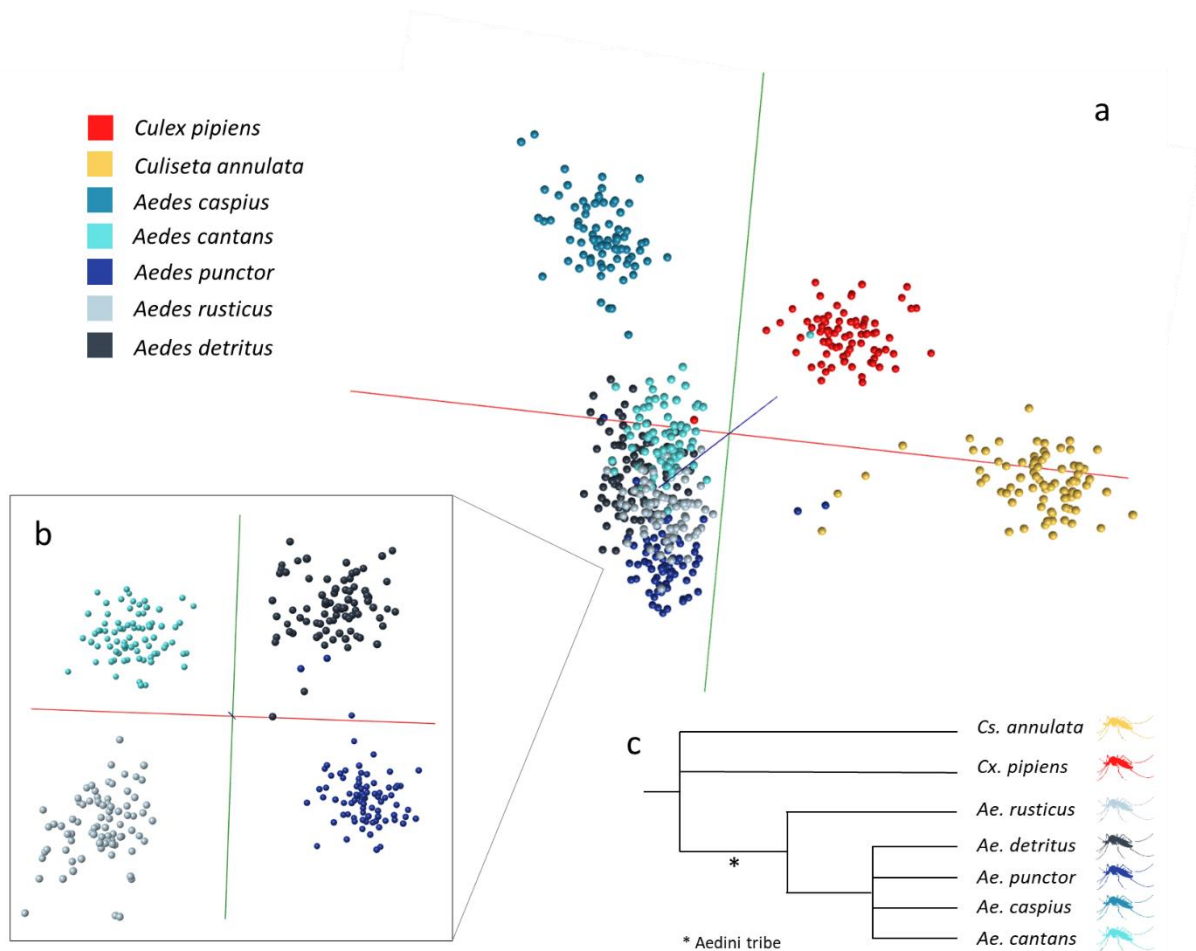 a
Culex pipiens
Culiseta annulata
Aedes caspius
Aedes cantans
Aedes punctor
Aedes rusticus
Aedes detritus
b
c
Cs. annulata
Cx. pipiens
Ae. rusticus
Ae. detritus
Ae. punctor
Ae. caspius
Ae. cantans
*
* Aedini tribe